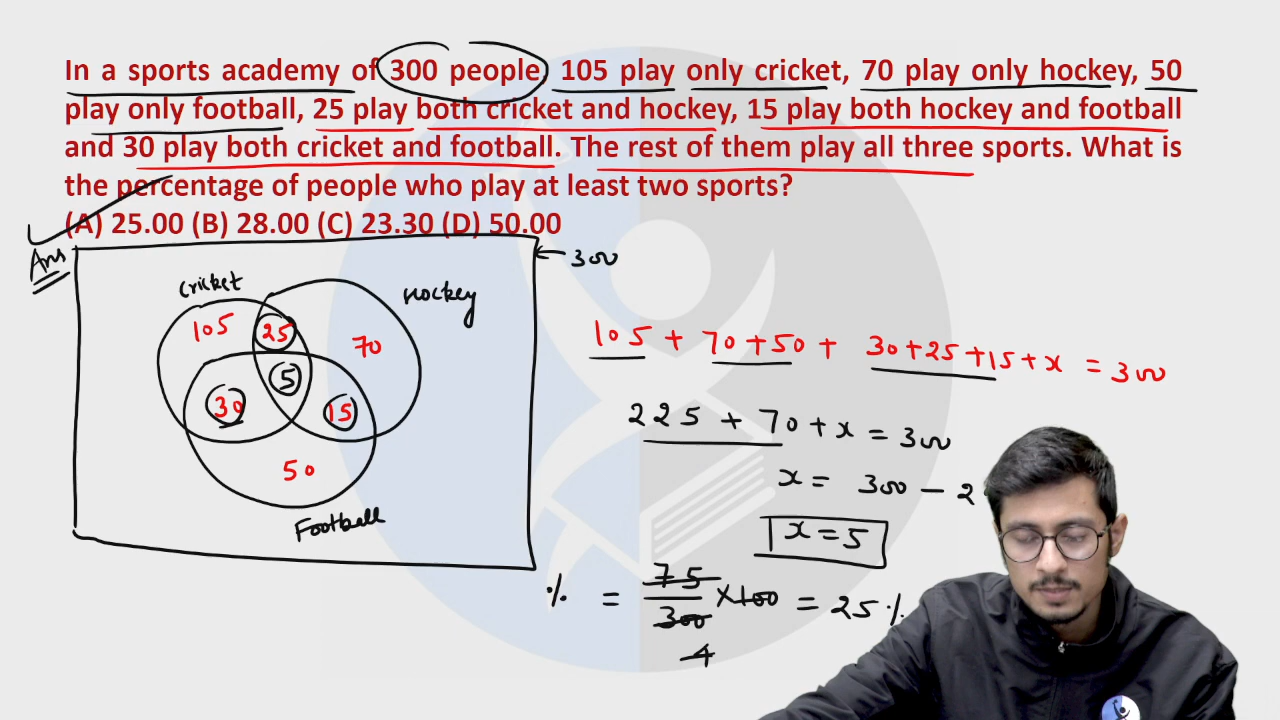 In a sports academy of 300 people, 105 play only cricket, 70 play only hockey, 50
play only football, 25 play both cricket and hockey, 15 play both hockey and football
and 30 play both cricket and football. The rest of them play all three sports. What is
the percentage of people who play at least two sports?
(A) 25.00 (B) 28.00 (C) 23.30 (D) 50.00
Ans
300
cricket
Hockey
105
25
70
5
30
15
50
Football
105 + 70+50 + 30+25+15+x = 300
225 + 70+x = 300
x = 300 - 2
x = 5
% = 75/300 ×100 = 25%
4